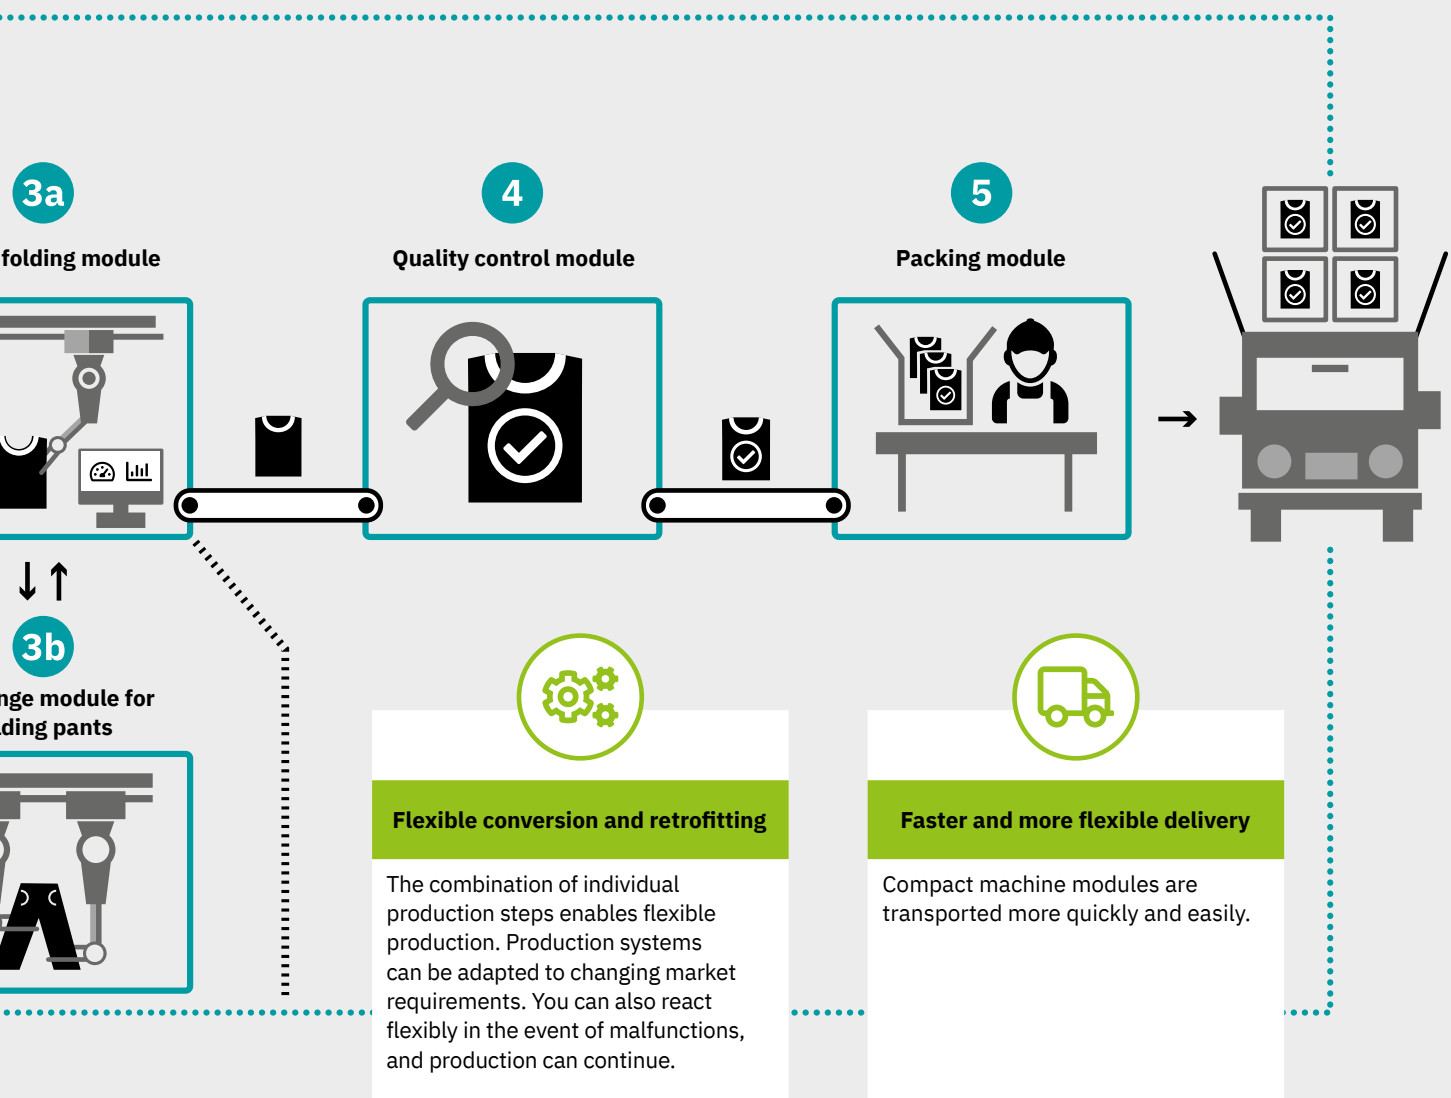 3a
folding module
4
Quality control module
5
Packing module
3b
module for
pants
Flexible conversion and retrofitting
The combination of individual
production steps enables flexible
production. Production systems
can be adapted to changing market
requirements. You can also react
flexibly in the event of malfunctions,
and production can continue.
Faster and more flexible delivery
Compact machine modules are
transported more quickly and easily.